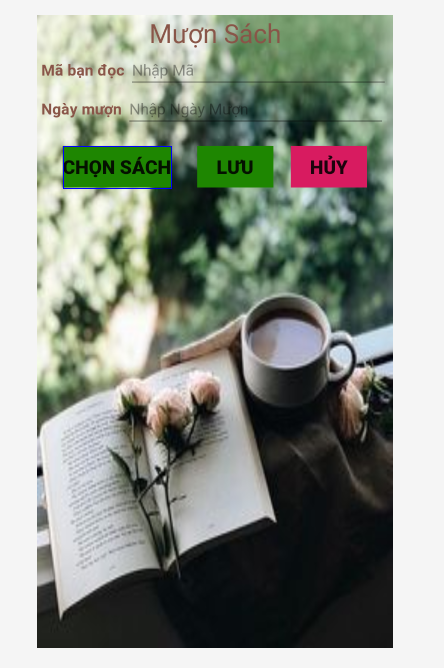 Mượn Sách
Mã bạn đọc Nhập Mã
Ngày mượn Nhập Ngày Mượn
CHỌN SÁCH LƯU HỦY